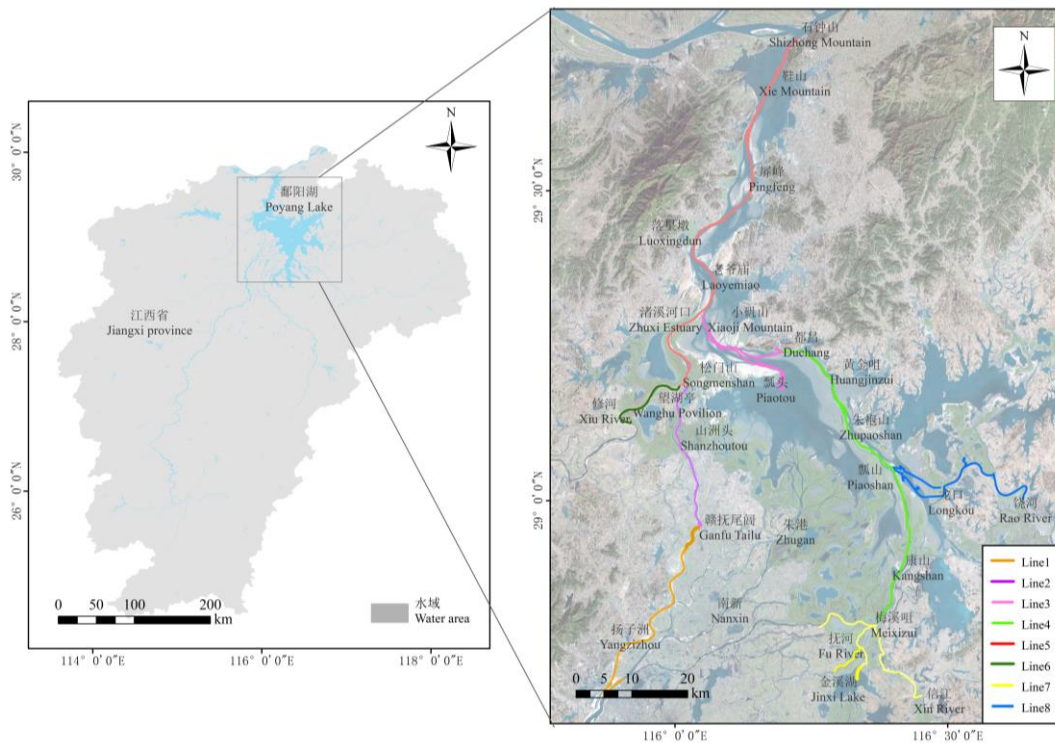 N
30° 0′0″N
28° 0′0″N
26° 0′0″N
鄱阳湖
Poyang Lake
江西省
Jiangxi province
0 50 100 200
km
水域
Water area
114° 0′0″E
116° 0′0″E
118° 0′0″E
N
29° 30′0″N
29° 0′0″N
石钟山
Shizhong Mountain
鞋山
Xie Mountain
屏峰
Pingfeng
落星墩
Luoxingdun
老爷庙
Laoyemiao
渚溪河口
Zhuxi Estuary
小矶山
Xiaoji Mountain
都昌
Duchang
松门山
Songmenshan
瓢头
Piaotou
黄金咀
Huangjinzui
修河
Xiu River
望湖亭
Wanghu Povihon
山洲头
Shanzhoutou
朱袍山
Zhupaoshan
瓢山
Piaoshan
龙口
Longkou
饶河
Rao River
赣抚尾闾
Ganfu Tailu
朱港
Zhugan
康山
Kangshan
南新
Nanxin
梅溪咀
Meixizui
扬子洲
Yangzizhou
抚河
Fu River
金溪湖
Jinxi Lake
信江
Xin River
0 5 10 20
km
Line1
Line2
Line3
Line4
Line5
Line6
Line7
Line8
116° 0′0″E
116° 30′0″E